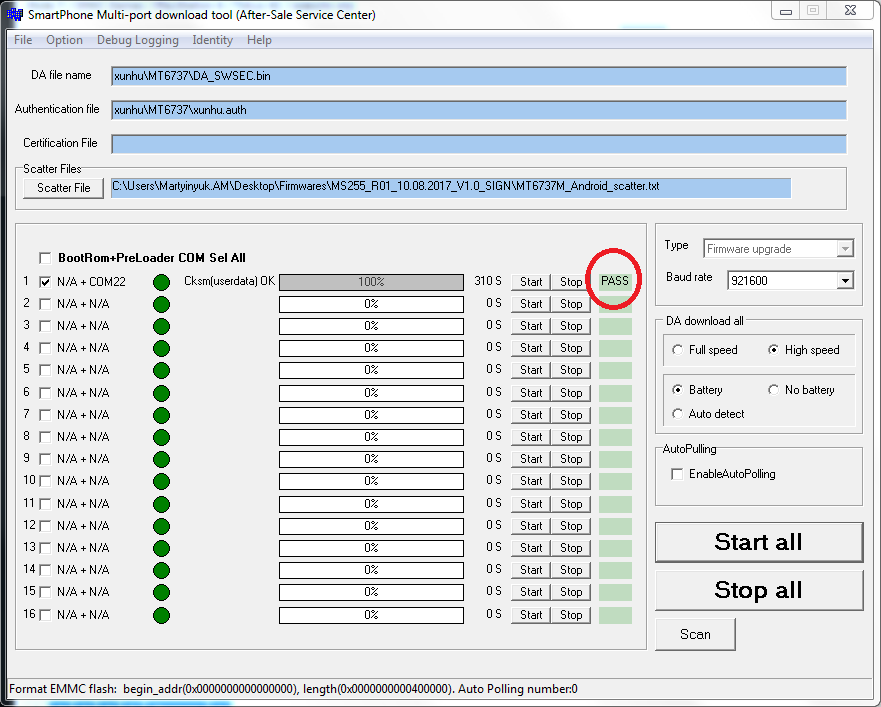 SmartPhone Multi-port download tool (After-Sale Service Center)
File Option Debug Logging Identity Help
DA file name xunhu\MT6737\DA_SWSEC.bin
Authentication file xunhu\MT6737\xunhu.auth
Certification File
Scatter Files
Scatter File C:\Users\Martyinyuk.AM\Desktop\Firmwares\MS255_R01_10.08.2017_V1.0_SIGN\MT6737M_Android_scatter.txt
BootRom+PreLoader COM Sel All
1 N/A + COM22 Cksm(userdata) OK 100% 310 S Start Stop PASS
2 N/A + N/A 0% 0 S Start Stop
3 N/A + N/A 0% 0 S Start Stop
4 N/A + N/A 0% 0 S Start Stop
5 N/A + N/A 0% 0 S Start Stop
6 N/A + N/A 0% 0 S Start Stop
7 N/A + N/A 0% 0 S Start Stop
8 N/A + N/A 0% 0 S Start Stop
9 N/A + N/A 0% 0 S Start Stop
10 N/A + N/A 0% 0 S Start Stop
11 N/A + N/A 0% 0 S Start Stop
12 N/A + N/A 0% 0 S Start Stop
13 N/A + N/A 0% 0 S Start Stop
14 N/A + N/A 0% 0 S Start Stop
15 N/A + N/A 0% 0 S Start Stop
16 N/A + N/A 0% 0 S Start Stop
Type Firmware upgrade
Baud rate 921600
DA download all
Full speed High speed
Battery No battery
Auto detect
AutoPulling
EnableAutoPolling
Start all
Stop all
Scan
Format EMMC flash: begin_addr(0x0000000000000000), length(0x0000000000400000). Auto Polling number:0